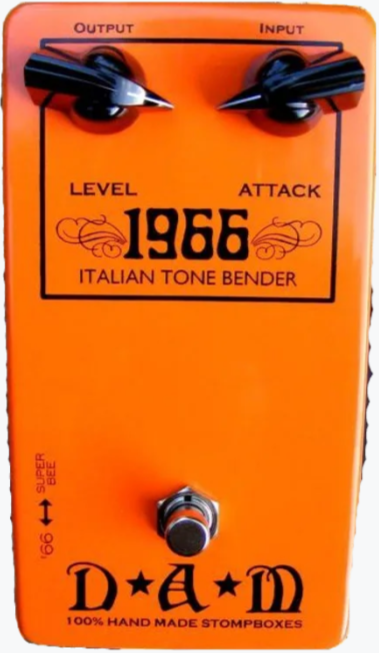 OUTPUT INPUT
LEVEL ATTACK
1966
ITALIAN TONE BENDER
'66 ↔ SUPER BEE
D★A★M
100% HAND MADE STOMPBOXES